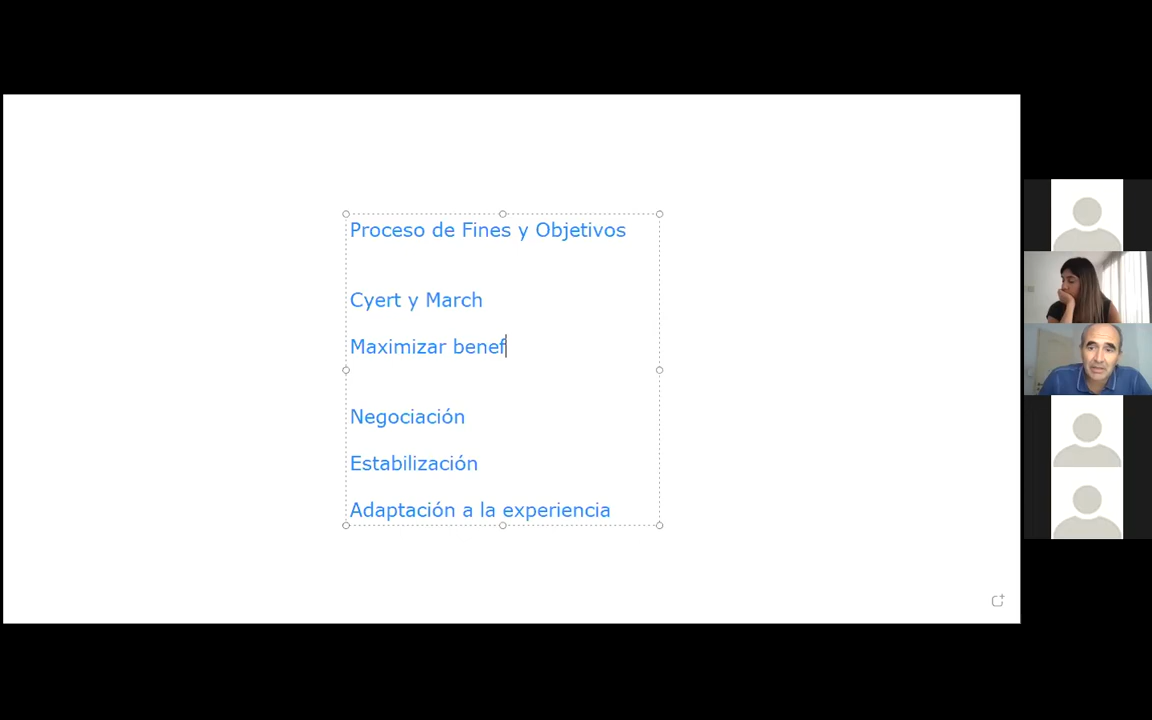 Proceso de Fines y Objetivos
Cyert y March
Maximizar benef
Negociación
Estabilización
Adaptación a la experiencia